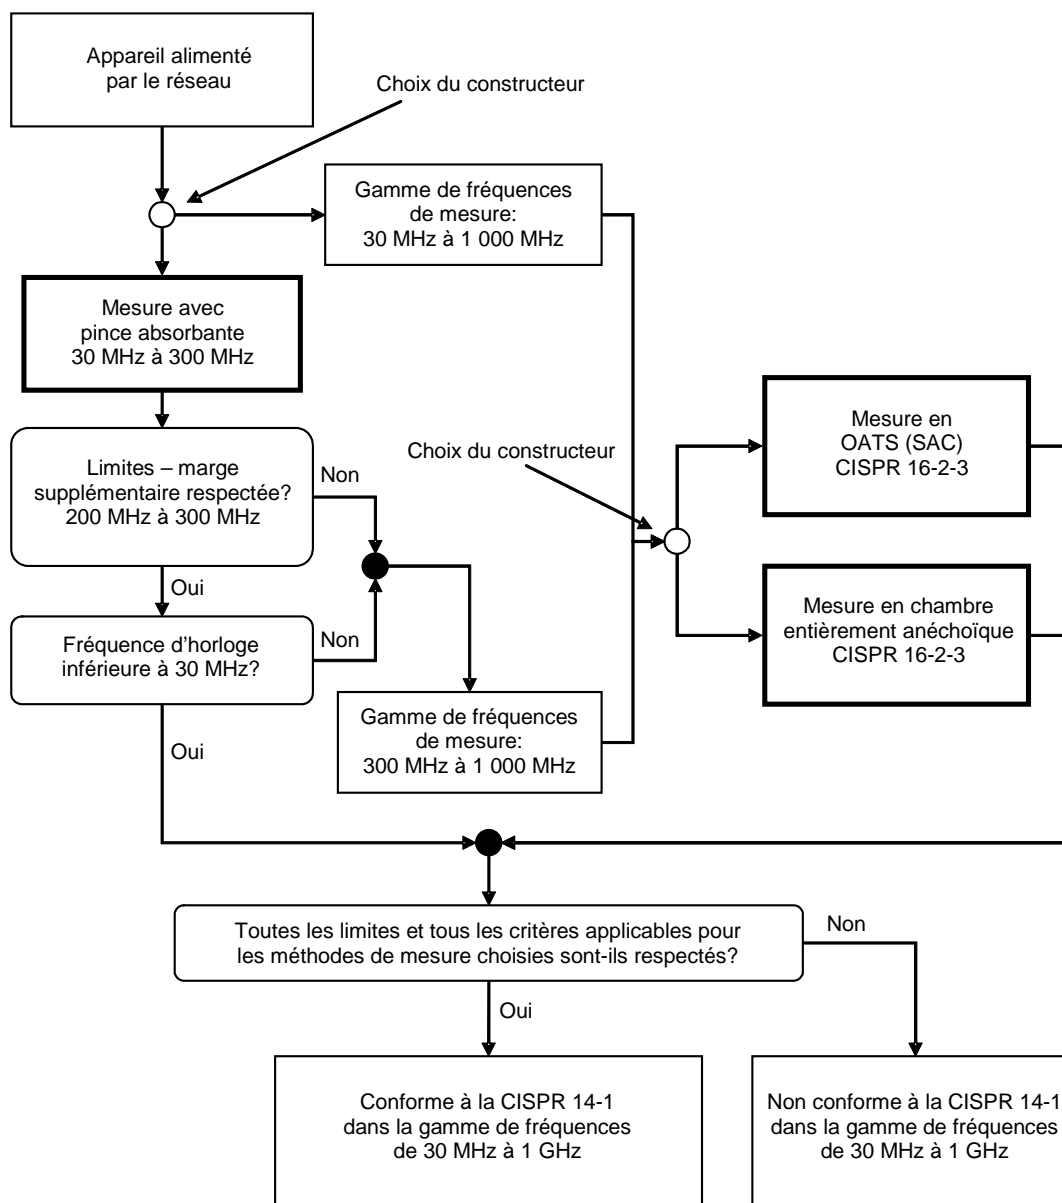 Appareil alimenté
par le réseau
Choix du constructeur
Gamme de fréquences
de mesure:
30 MHz à 1 000 MHz
Mesure avec
pince absorbante
30 MHz à 300 MHz
Mesure en
OATS (SAC)
CISPR 16-2-3
Choix du constructeur
Limites – marge
supplémentaire respectée?
200 MHz à 300 MHz
Non
Oui
Mesure en chambre
entièrement anéchoïque
CISPR 16-2-3
Fréquence d'horloge
inférieure à 30 MHz?
Non
Gamme de fréquences
de mesure:
300 MHz à 1 000 MHz
Oui
Toutes les limites et tous les critères applicables pour
les méthodes de mesure choisies sont-ils respectés?
Non
Oui
Conforme à la CISPR 14-1
dans la gamme de fréquences
de 30 MHz à 1 GHz
Non conforme à la CISPR 14-1
dans la gamme de fréquences
de 30 MHz à 1 GHz